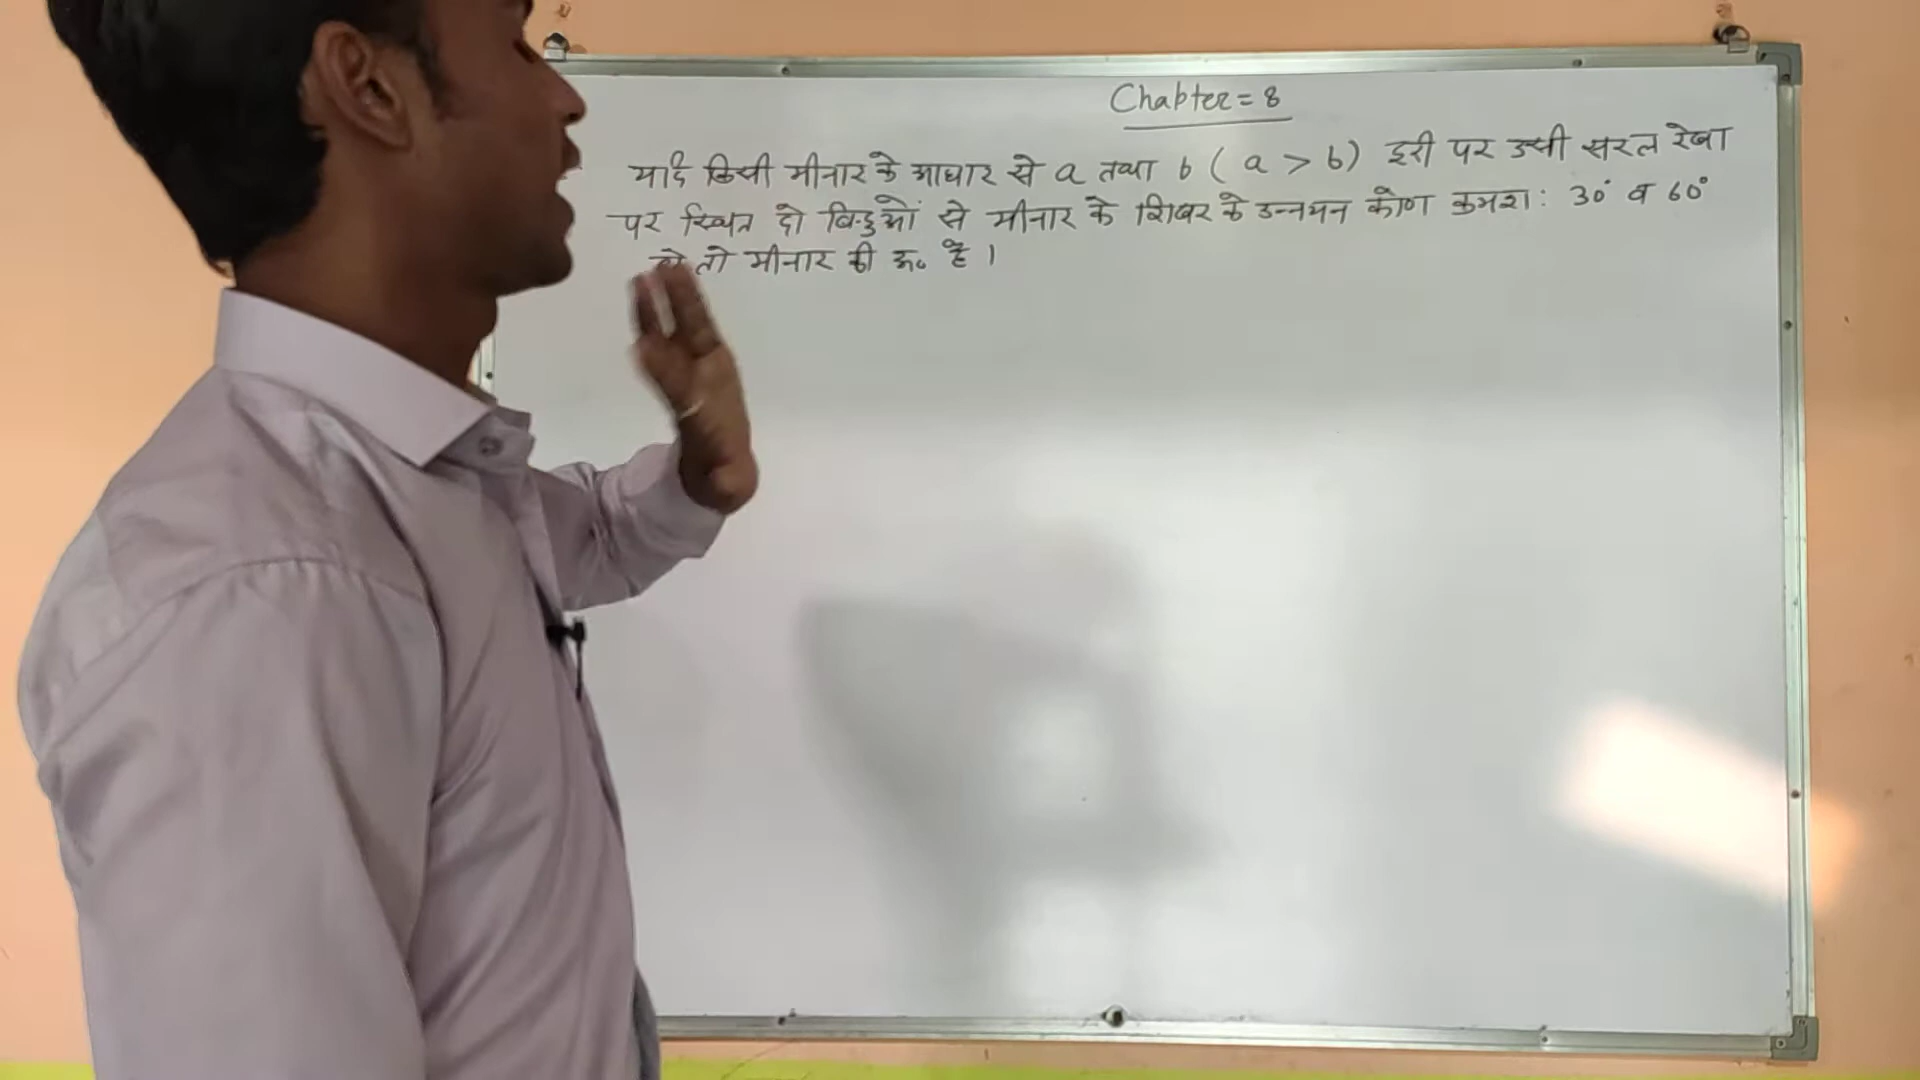 Chapter = 8
यदि किसी मीनार के आधार से a तथा b ( a > b ) दूरी पर उसी सरल रेखा
पर स्थित दो बिन्दुओं से मीनार के शिखर के उन्नयन कोण क्रमश: 30° व 60°
हो तो मीनार की ऊ० है ।